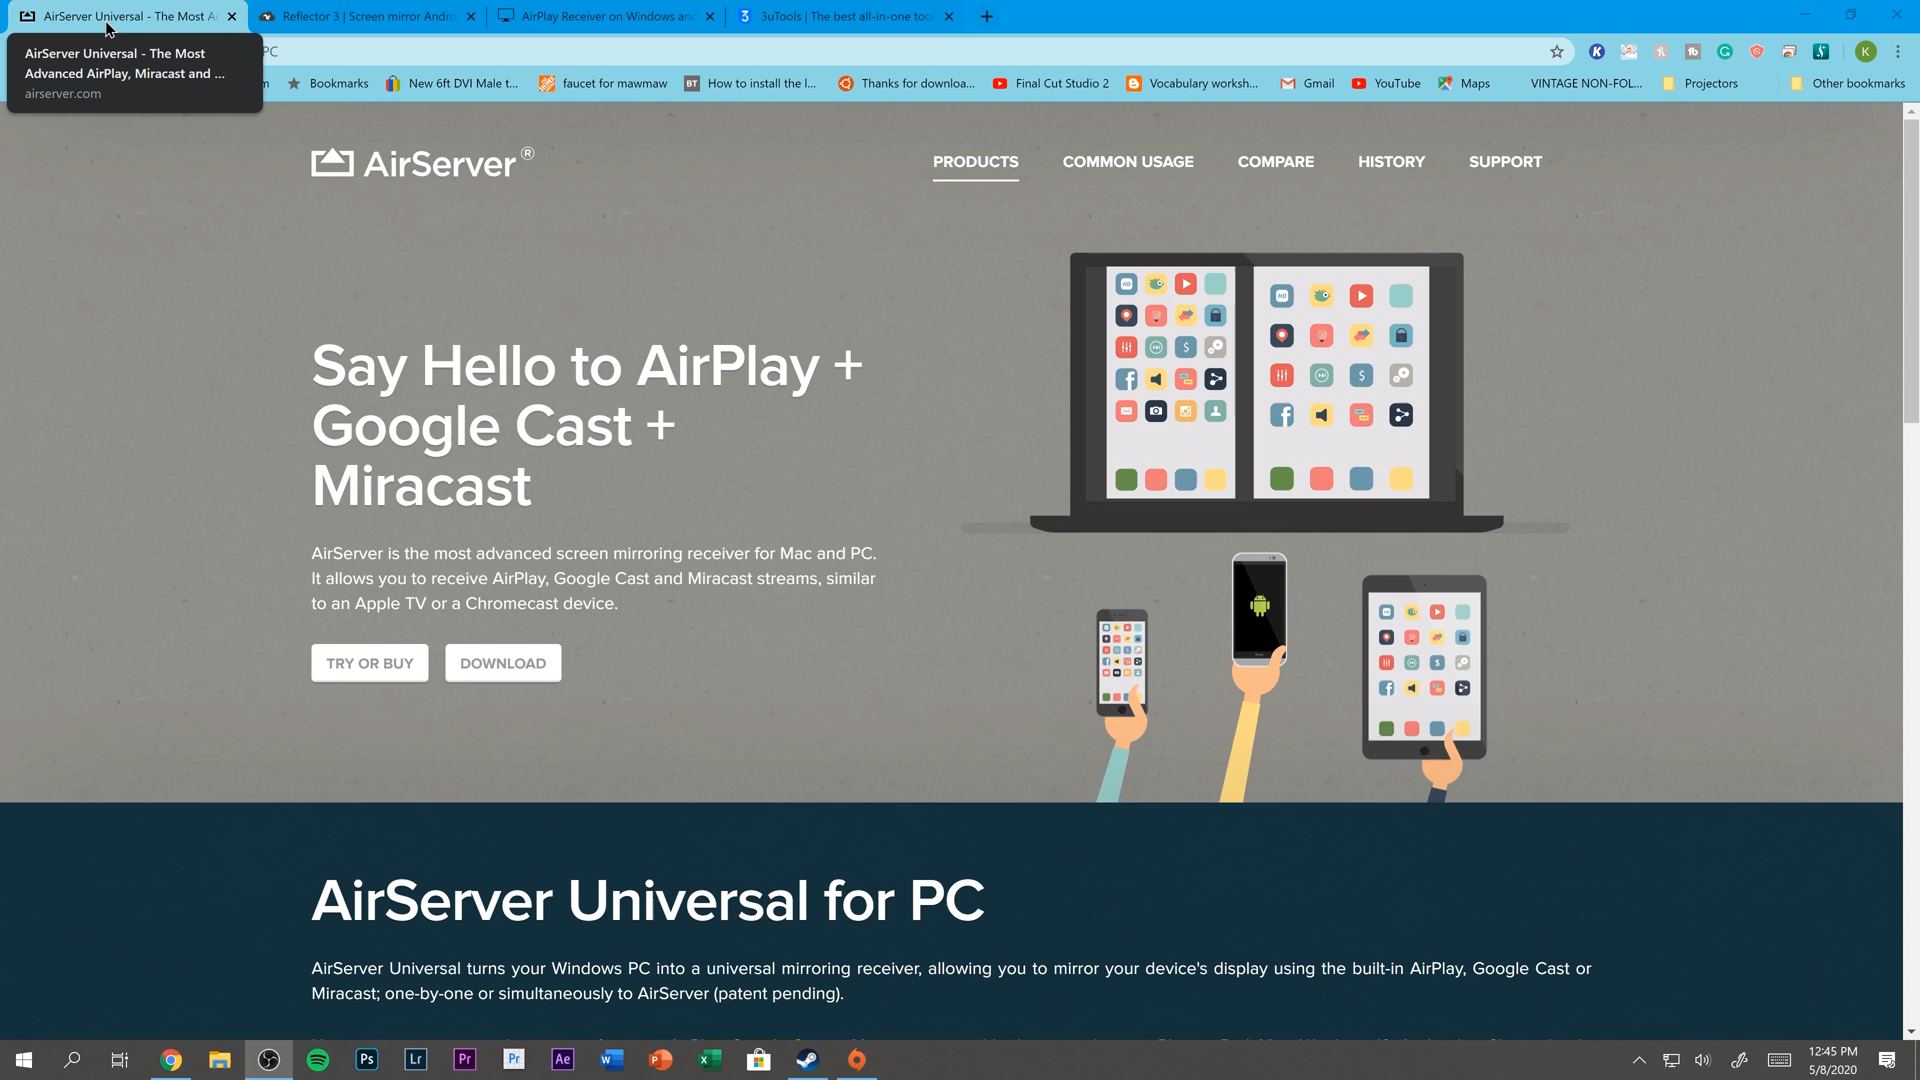 AirServer Universal - The Most A
Reflector 3 | Screen mirror Andro
AirPlay Receiver on Windows and
3uTools | The best all-in-one tool
AirServer Universal - The Most
Advanced AirPlay, Miracast and ...
airserver.com
PC
K
Bookmarks
New 6ft DVI Male t...
faucet for mawmaw
BT
How to install the l...
Thanks for downloa...
Final Cut Studio 2
Vocabulary worksh...
Gmail
YouTube
Maps
VINTAGE NON-FOL...
Projectors
Other bookmarks
AirServer®
PRODUCTS
COMMON USAGE
COMPARE
HISTORY
SUPPORT
Say Hello to AirPlay +
Google Cast +
Miracast
AirServer is the most advanced screen mirroring receiver for Mac and PC.
It allows you to receive AirPlay, Google Cast and Miracast streams, similar
to an Apple TV or a Chromecast device.
TRY OR BUY
DOWNLOAD
AirServer Universal for PC
AirServer Universal turns your Windows PC into a universal mirroring receiver, allowing you to mirror your device's display using the built-in AirPlay, Google Cast or
Miracast; one-by-one or simultaneously to AirServer (patent pending).
Ps
Lr
Pr
Pr
Ae
12:45 PM
5/8/2020